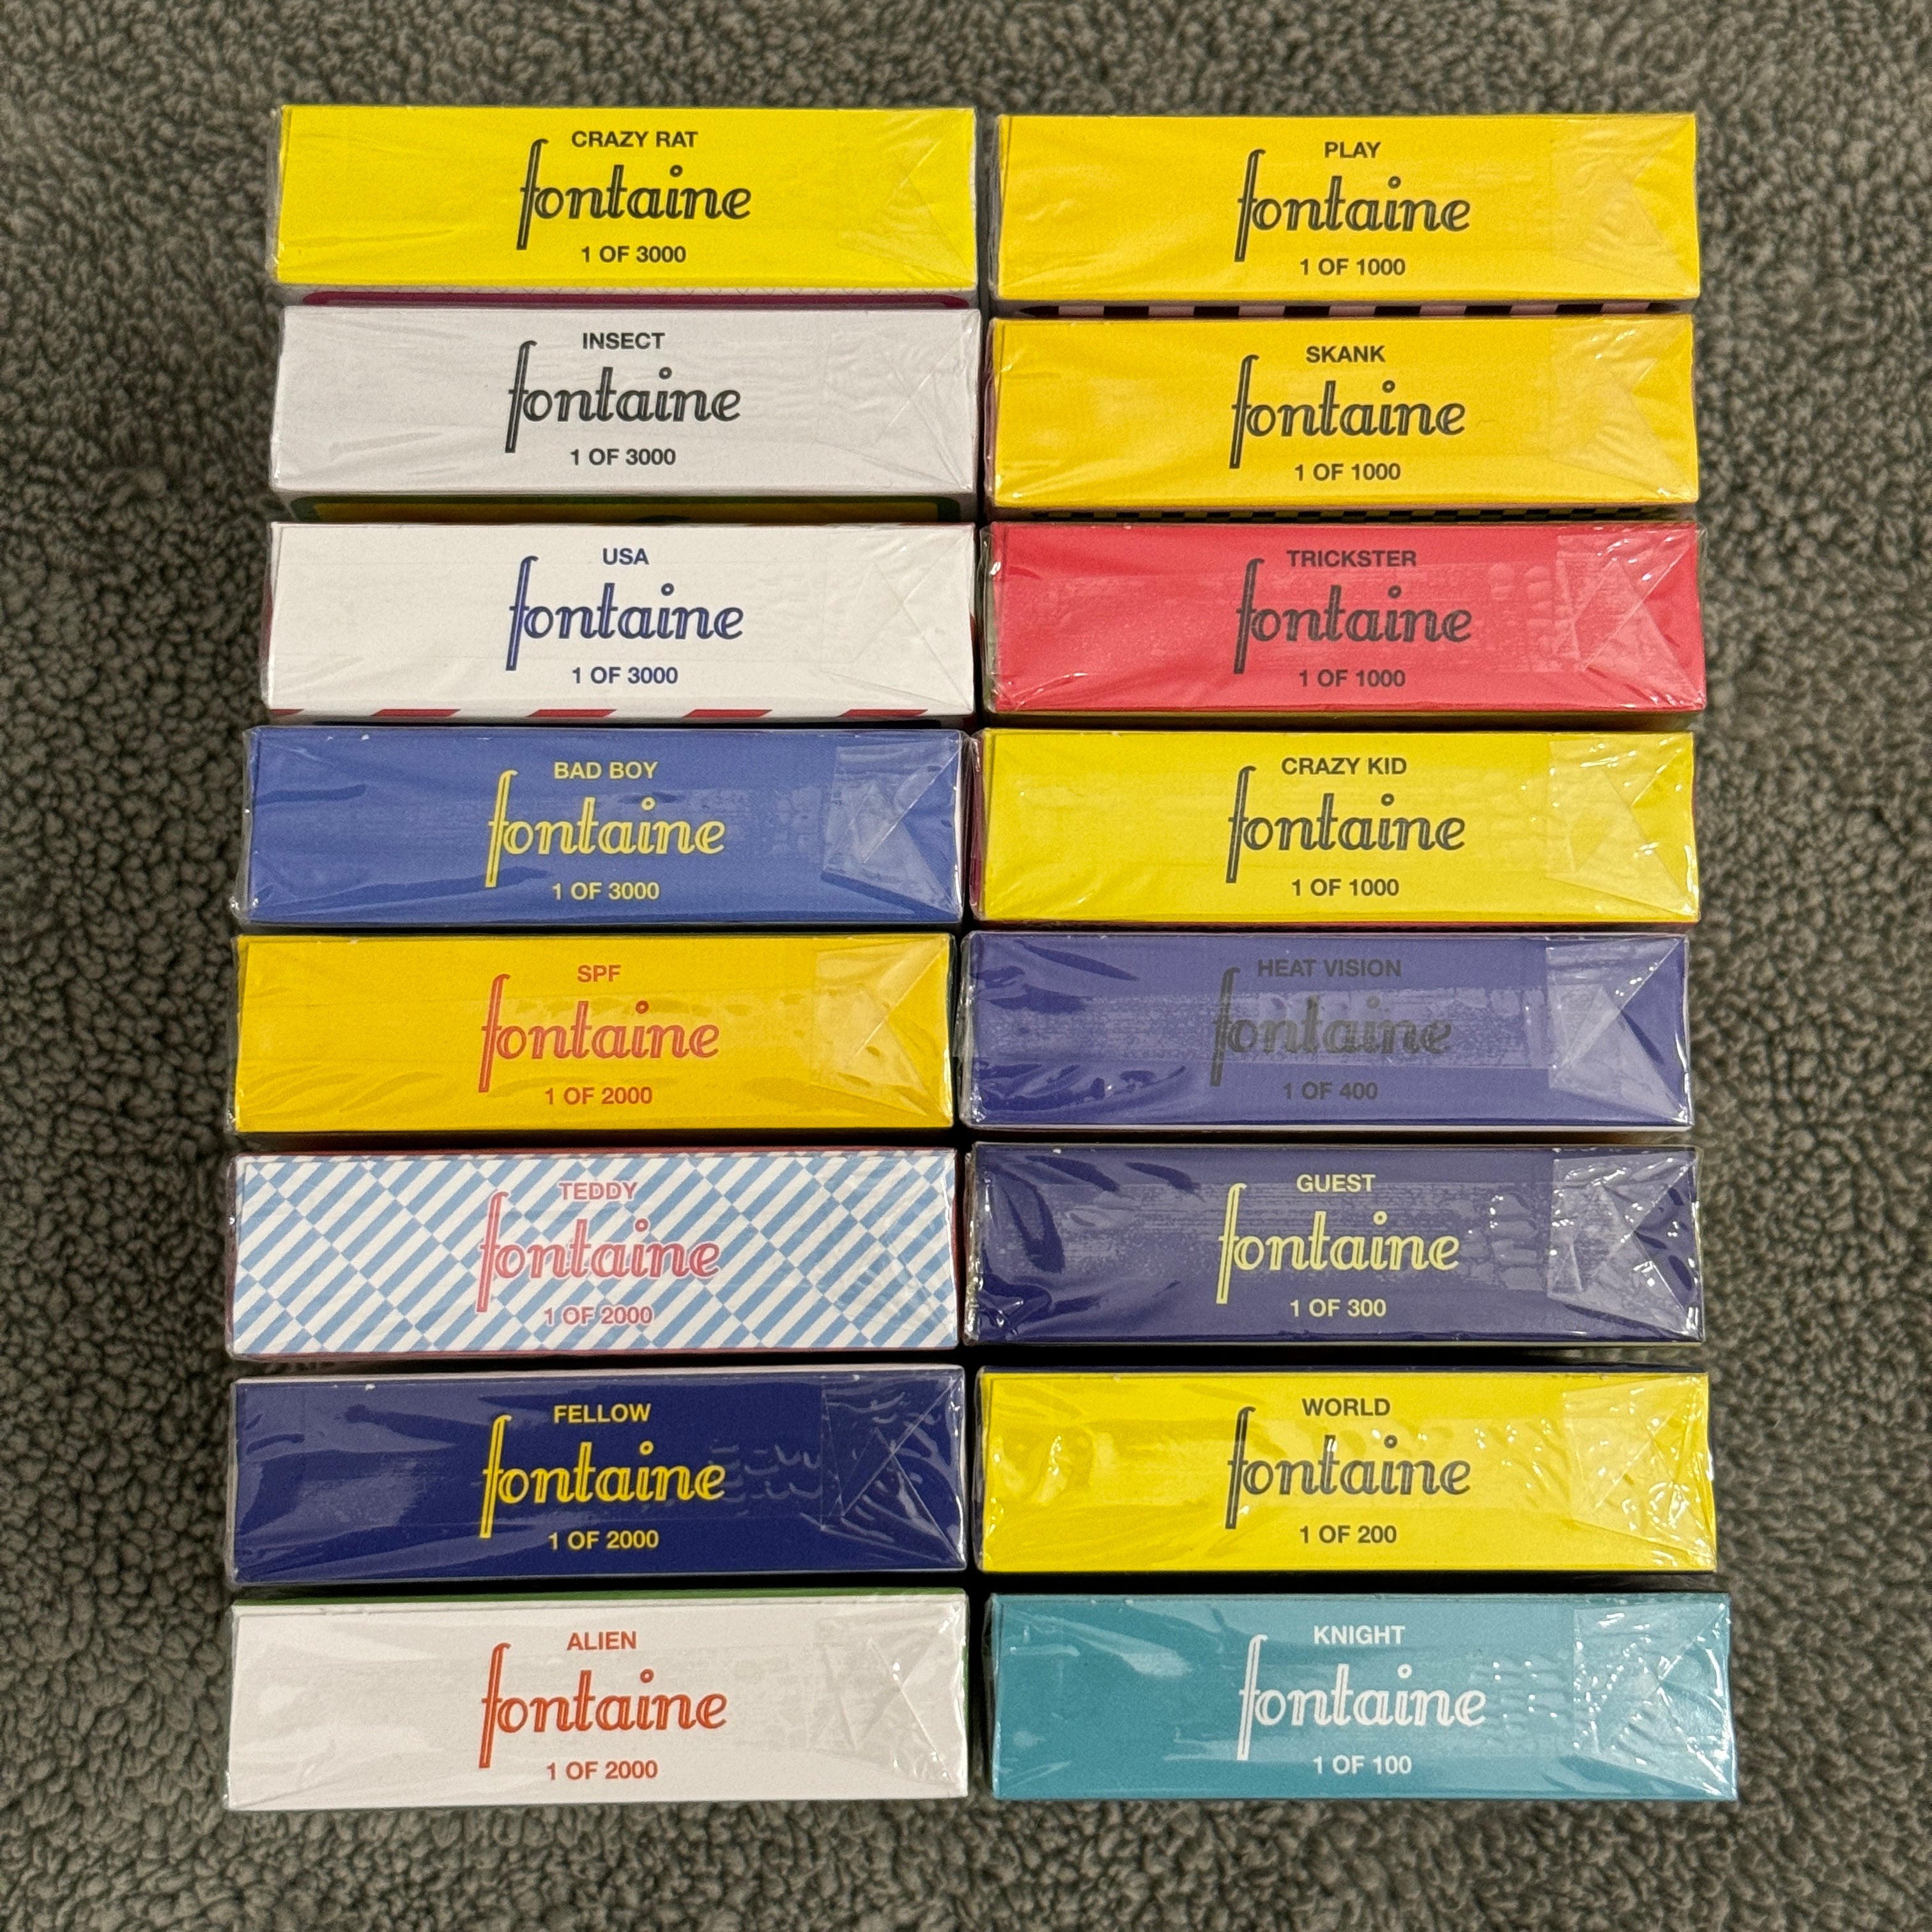 CRAZY RAT
fontaine
1 OF 3000
INSECT
fontaine
1 OF 3000
USA
fontaine
1 OF 3000
BAD BOY
fontaine
1 OF 3000
SPF
fontaine
1 OF 2000
TEDDY
fontaine
1 OF 2000
FELLOW
fontaine
1 OF 2000
ALIEN
fontaine
1 OF 2000
PLAY
fontaine
1 OF 1000
SKANK
fontaine
1 OF 1000
TRICKSTER
fontaine
1 OF 1000
CRAZY KID
fontaine
1 OF 1000
HEAT VISION
fontaine
1 OF 400
GUEST
fontaine
1 OF 300
WORLD
fontaine
1 OF 200
KNIGHT
fontaine
1 OF 100